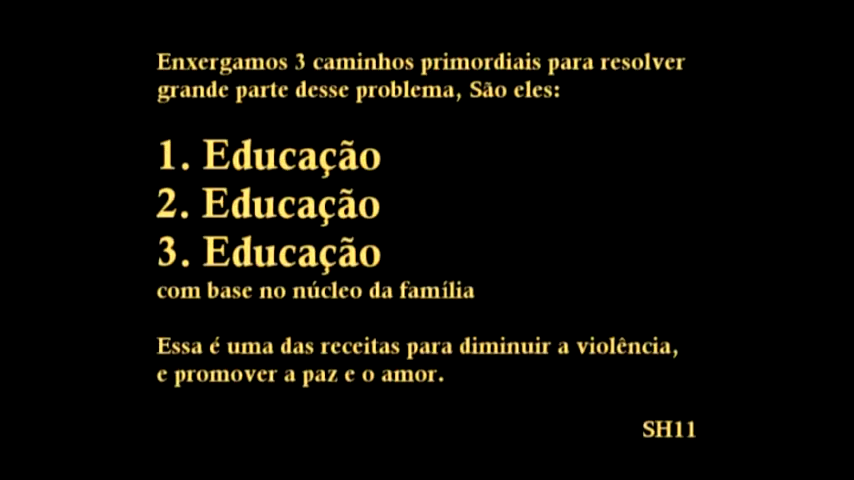 Enxergamos 3 caminhos primordiais para resolver
grande parte desse problema, São eles:
1. Educação
2. Educação
3. Educação
com base no núcleo da família
Essa é uma das receitas para diminuir a violência,
e promover a paz e o amor.
SH11